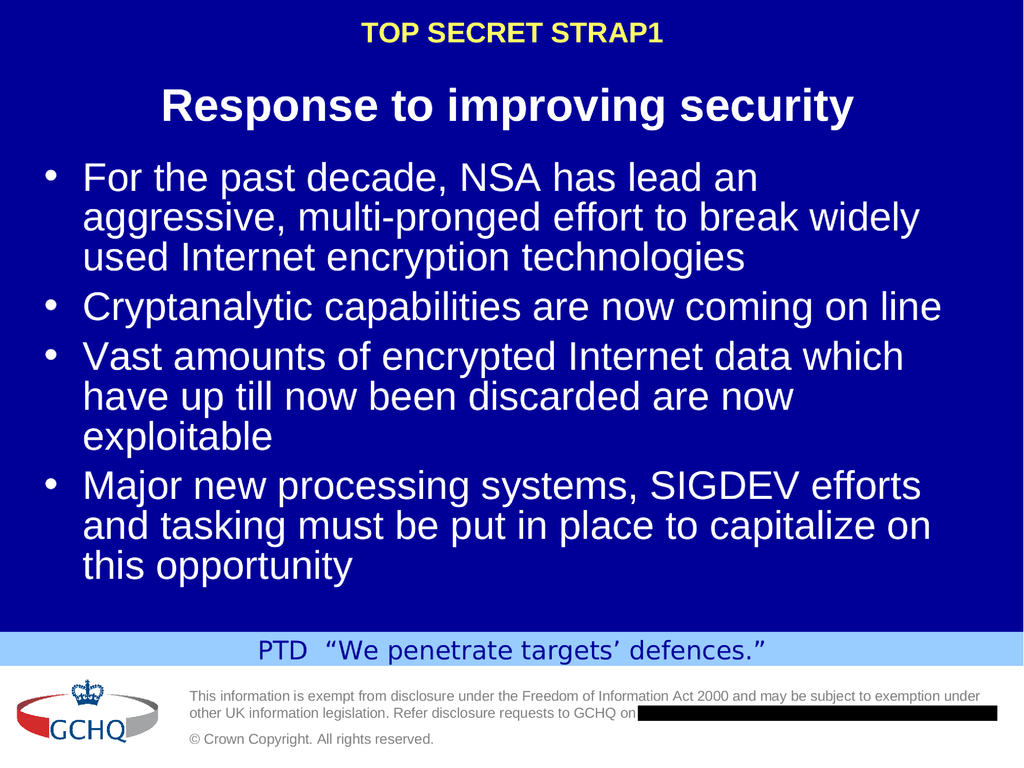 TOP SECRET STRAP1
Response to improving security
• For the past decade, NSA has lead an
aggressive, multi-pronged effort to break widely
used Internet encryption technologies
• Cryptanalytic capabilities are now coming on line
• Vast amounts of encrypted Internet data which
have up till now been discarded are now
exploitable
• Major new processing systems, SIGDEV efforts
and tasking must be put in place to capitalize on
this opportunity
PTD “We penetrate targets’ defences.”
GCHQ
This information is exempt from disclosure under the Freedom of Information Act 2000 and may be subject to exemption under
other UK information legislation. Refer disclosure requests to GCHQ on
© Crown Copyright. All rights reserved.